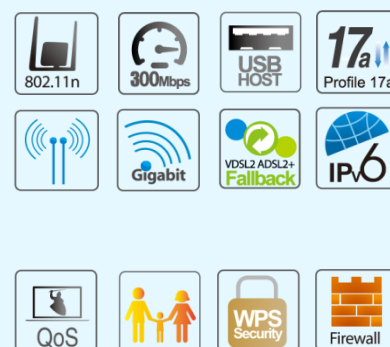 802.11n
300Mbps
USB
HOST
17a
Profile 17a
Gigabit
VDSL2 ADSL2+
Fallback
IPv6
QoS
WPS
Security
Firewall